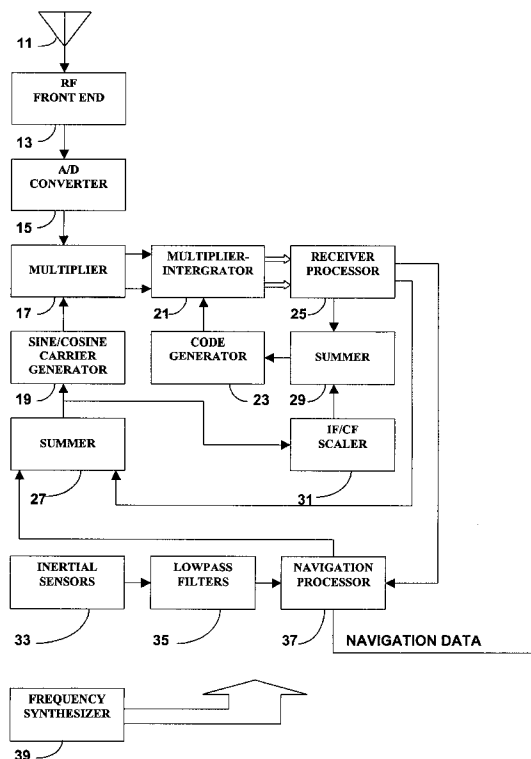 11
RF
FRONT END
13
A/D
CONVERTER
15
MULTIPLIER
17
MULTIPLIER-
INTERGRATOR
21
RECEIVER
PROCESSOR
25
SINE/COSINE
CARRIER
GENERATOR
19
CODE
GENERATOR
23
SUMMER
29
SUMMER
27
IF/CF
SCALER
31
INERTIAL
SENSORS
33
LOWPASS
FILTERS
35
NAVIGATION
PROCESSOR
37
NAVIGATION DATA
FREQUENCY
SYNTHESIZER
39